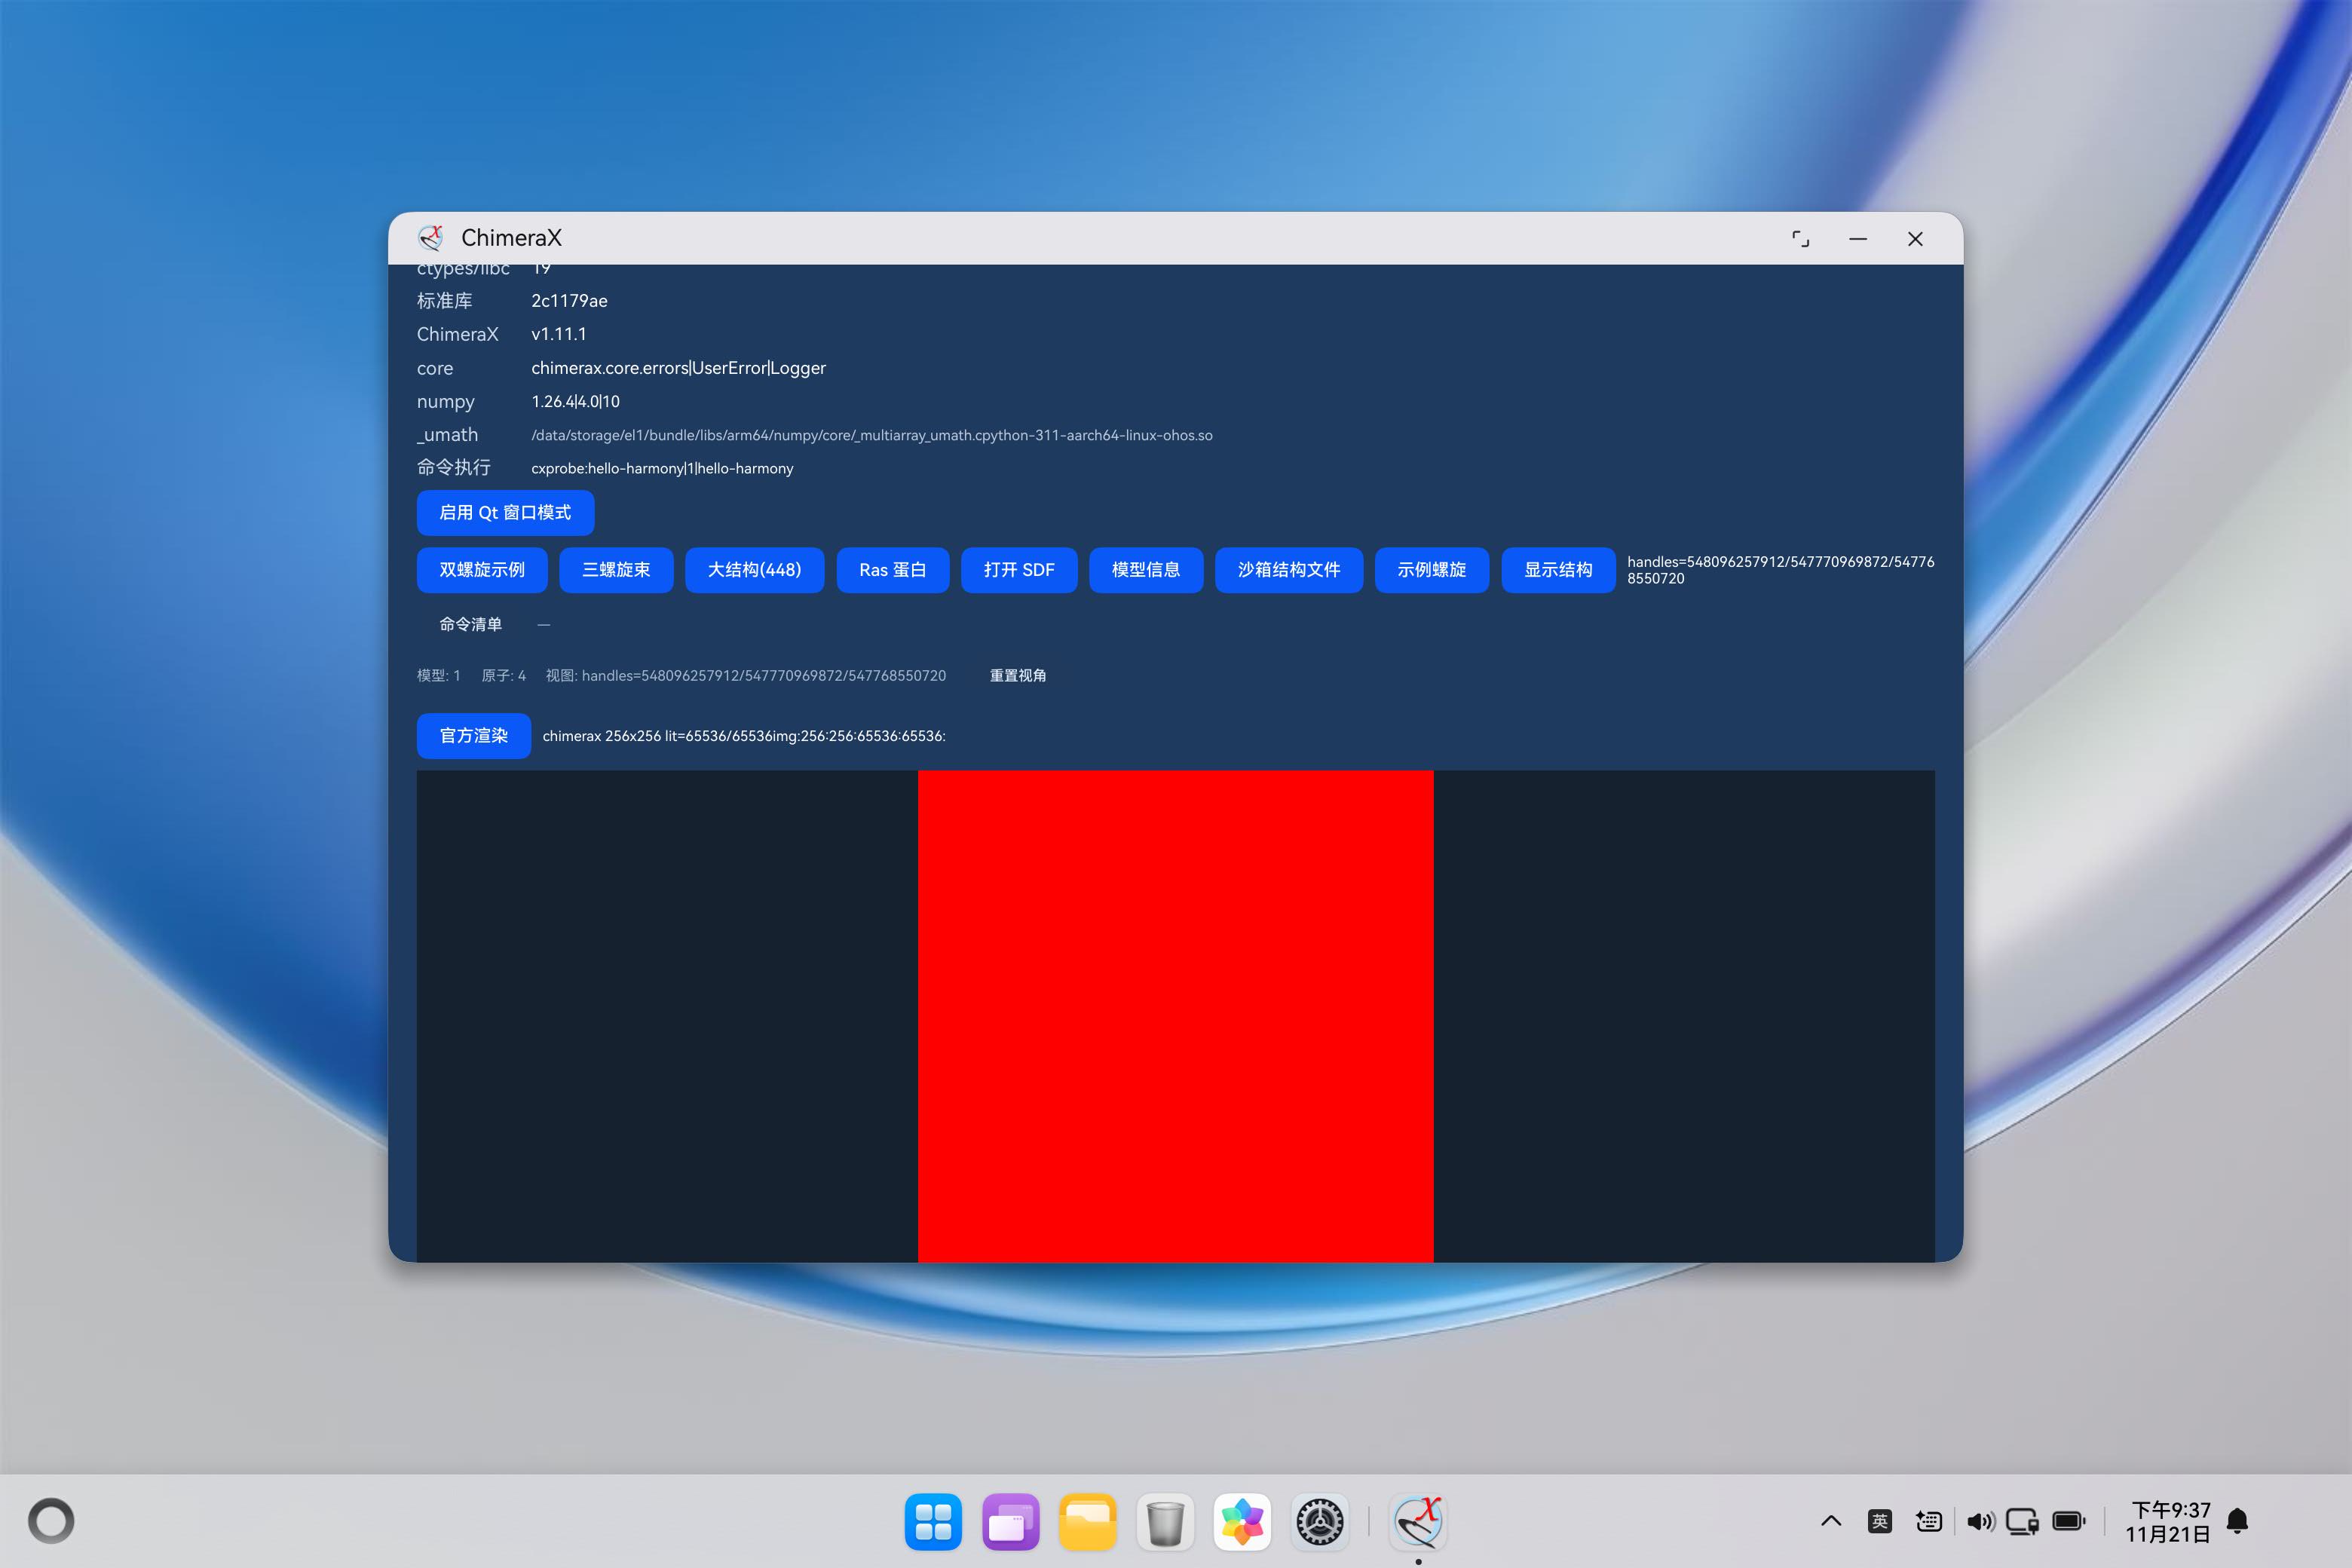 ChimeraX
ctypes/libc 19
标准库 2c1179ae
ChimeraX v1.11.1
core chimerax.core.errors|UserError|Logger
numpy 1.26.4|4.0|10
_umath /data/storage/el1/bundle/libs/arm64/numpy/core/_multiarray_umath.cpython-311-aarch64-linux-ohos.so
命令执行 cxprobe:hello-harmony|1|hello-harmony
启用 Qt 窗口模式
双螺旋示例 三螺旋束 大结构(448) Ras 蛋白 打开 SDF 模型信息 沙箱结构文件 示例螺旋 显示结构 handles=548096257912/547770969872/54776
8550720
命令清单 —
模型: 1 原子: 4 视图: handles=548096257912/547770969872/547768550720 重置视角
官方渲染 chimerax 256x256 lit=65536/65536img:256:256:65536:65536:
英
下午9:37
11月21日